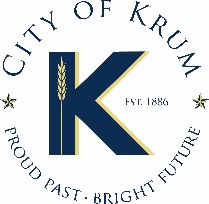 CITY OF KRUM
K
EST. 1886
PROUD PAST · BRIGHT FUTURE